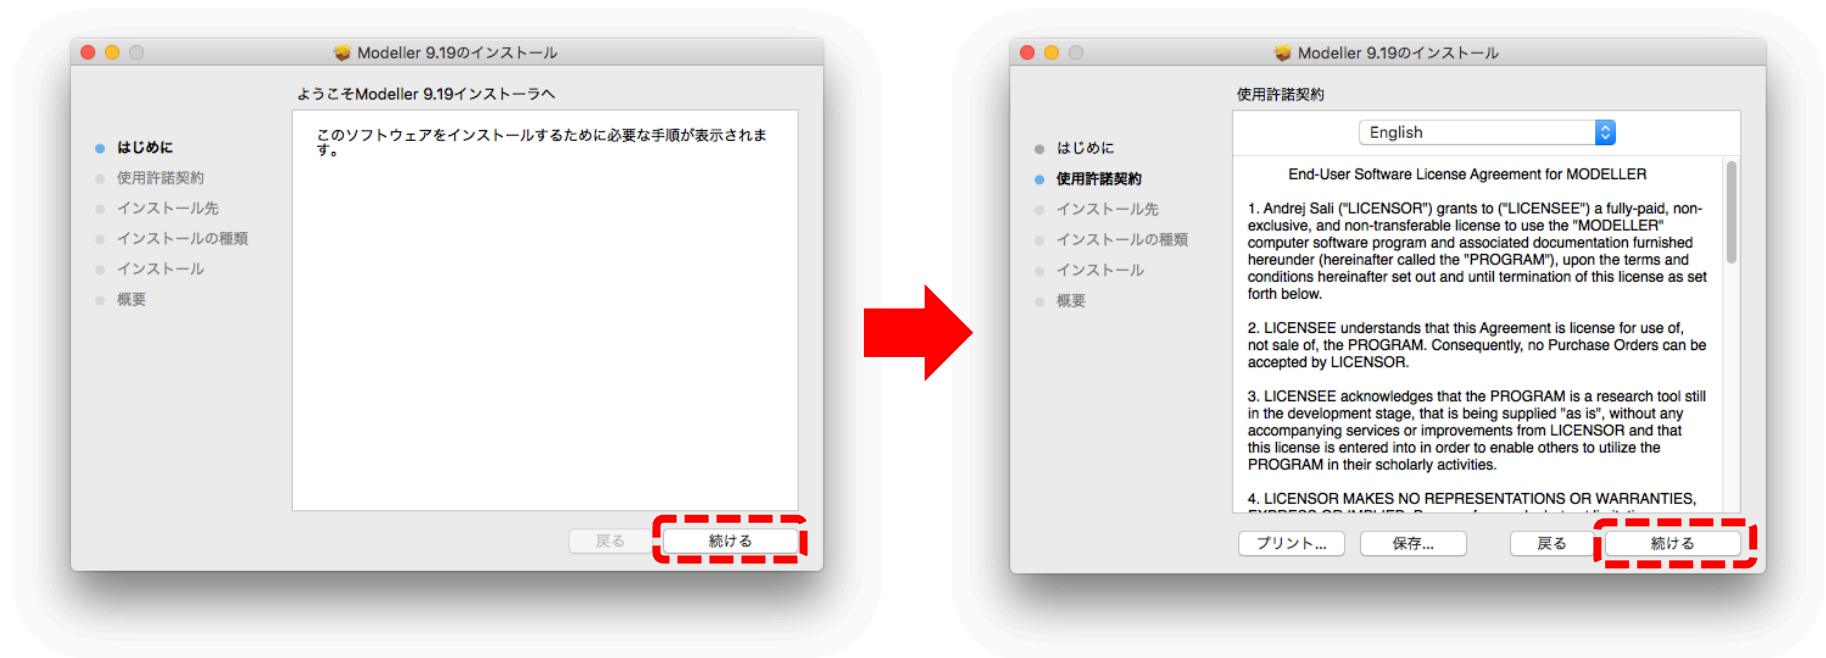 Modeller 9.19のインストール
ようこそModeller 9.19インストーラへ
はじめに
使用許諾契約
インストール先
インストールの種類
インストール
概要
このソフトウェアをインストールするために必要な手順が表示されま
す。
戻る
続ける
Modeller 9.19のインストール
使用許諾契約
はじめに
使用許諾契約
インストール先
インストールの種類
インストール
概要
English
End-User Software License Agreement for MODELLER
1. Andrej Sali ("LICENSOR") grants to ("LICENSEE") a fully-paid, non-
exclusive, and non-transferable license to use the "MODELLER"
computer software program and associated documentation furnished
hereunder (hereinafter called the "PROGRAM"), upon the terms and
conditions hereinafter set out and until termination of this license as set
forth below.
2. LICENSEE understands that this Agreement is license for use of,
not sale of, the PROGRAM. Consequently, no Purchase Orders can be
accepted by LICENSOR.
3. LICENSEE acknowledges that the PROGRAM is a research tool still
in the development stage, that is being supplied "as is", without any
accompanying services or improvements from LICENSOR and that
this license is entered into in order to enable others to utilize the
PROGRAM in their scholarly activities.
4. LICENSOR MAKES NO REPRESENTATIONS OR WARRANTIES,
プリント...
保存...
戻る
続ける